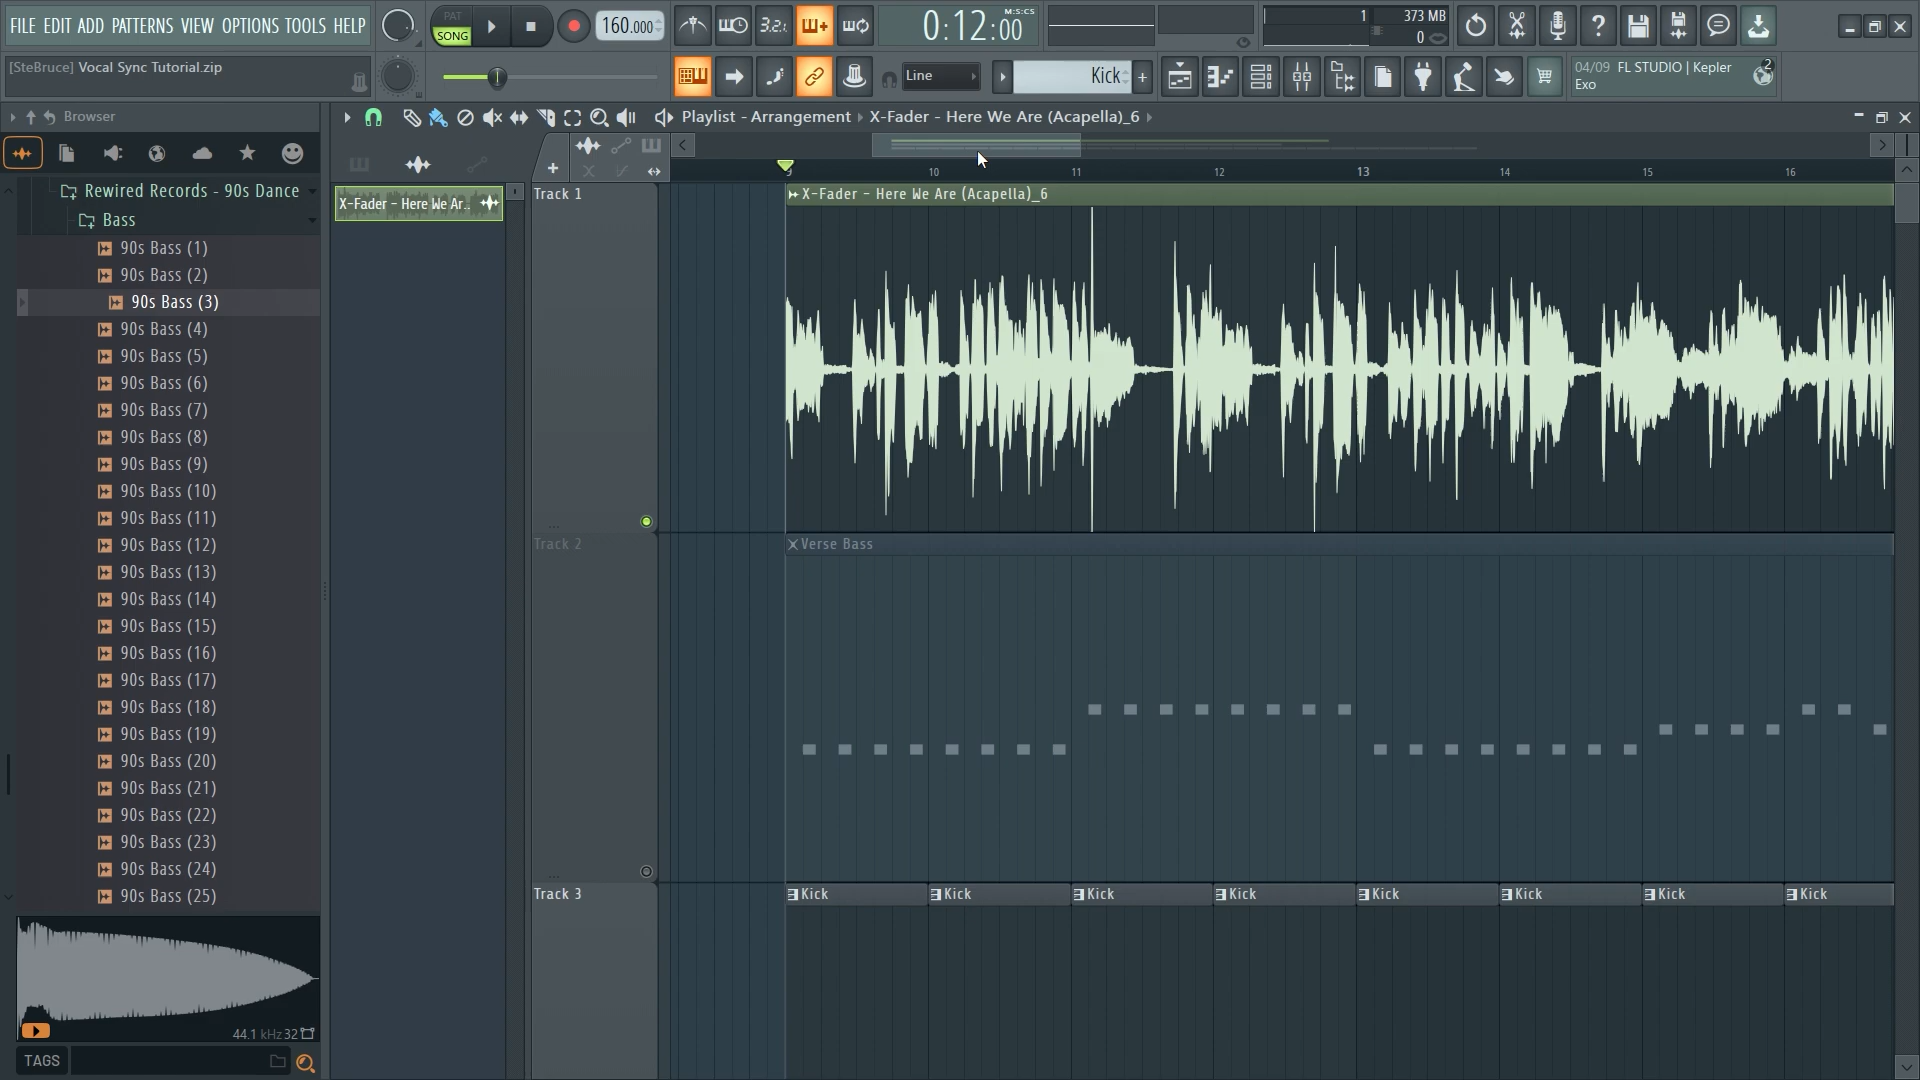 FILE EDIT ADD PATTERNS VIEW OPTIONS TOOLS HELP
PAT
SONG
160.000
3.2.1
0:12:00
M:S:CS
1
373 MB
0
[SteBruce] Vocal Sync Tutorial.zip
Line
Kick
04/09 FL STUDIO | Kepler
Exo
2
Browser
Playlist - Arrangement › X-Fader - Here We Are (Acapella)_6
Rewired Records - 90s Dance
Bass
90s Bass (1)
90s Bass (2)
90s Bass (3)
90s Bass (4)
90s Bass (5)
90s Bass (6)
90s Bass (7)
90s Bass (8)
90s Bass (9)
90s Bass (10)
90s Bass (11)
90s Bass (12)
90s Bass (13)
90s Bass (14)
90s Bass (15)
90s Bass (16)
90s Bass (17)
90s Bass (18)
90s Bass (19)
90s Bass (20)
90s Bass (21)
90s Bass (22)
90s Bass (23)
90s Bass (24)
90s Bass (25)
44.1 kHz 32
TAGS
X-Fader - Here We Ar..
9 10 11 12 13 14 15 16
Track 1
X-Fader - Here We Are (Acapella)_6
Track 2
Verse Bass
Track 3
Kick Kick Kick Kick Kick Kick Kick Kick